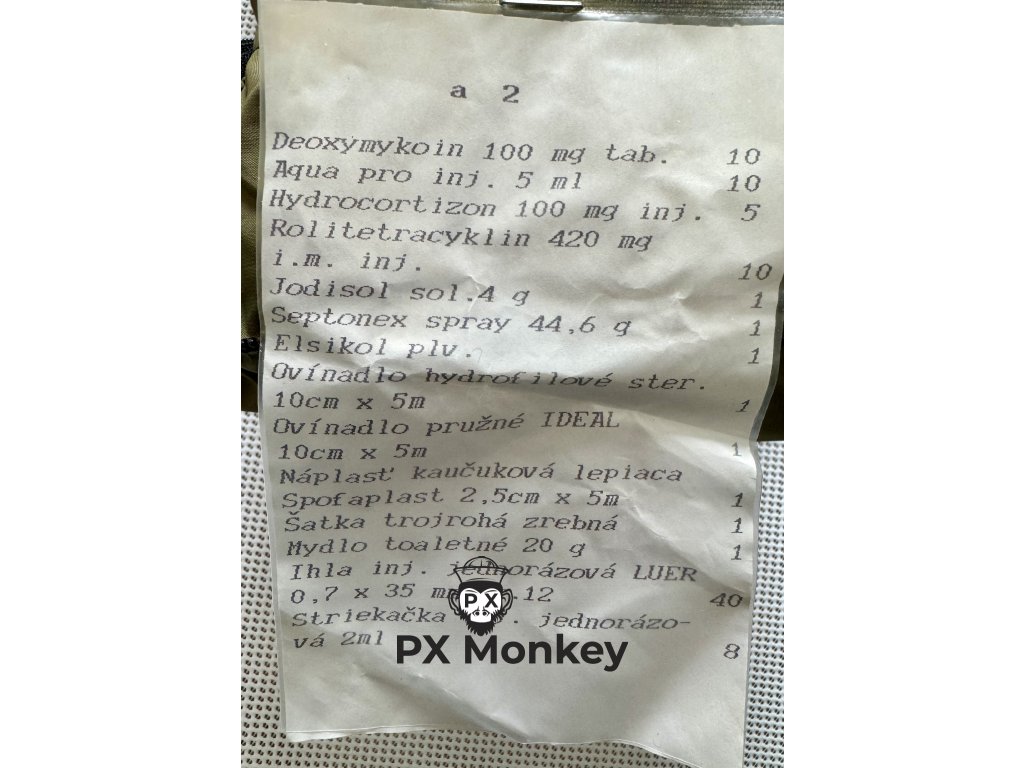 a 2
Deoxymykoin 100 mg tab. 10
Aqua pro inj. 5 ml 10
Hydrocortizon 100 mg inj. 5
Rolitetracyklin 420 mg
i.m. inj. 10
Jodisol sol.4 g 1
Septonex spray 44,6 g 1
Elsikol plv. 1
Ovínadlo hydrofilové ster.
10cm x 5m 1
Ovínadlo pružné IDEAL
10cm x 5m 1
Náplasť kaučuková lepiaca
Spofaplast 2,5cm x 5m 1
Šatka trojrohá zrebná 1
Mydlo toaletné 20 g 1
Ihla inj. jednorázová LUER
0,7 x 35 .12 40
Striekačka . jednorázo-
vá 2ml 8
PX
PX Monkey